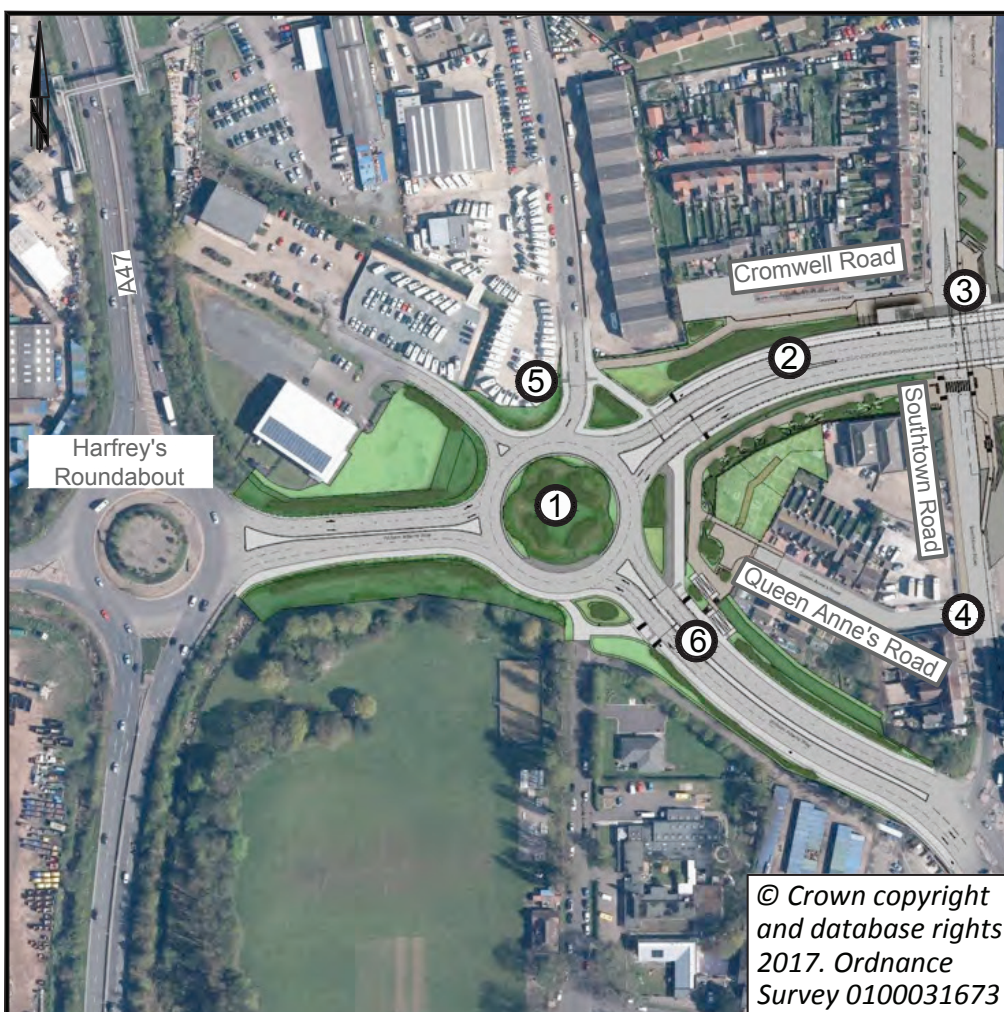 N
A47
Cromwell Road
3
2
5
Southtown Road
Harfrey's
Roundabout
1
Queen Anne's Road
4
6
© Crown copyright
and database rights
2017. Ordnance
Survey 0100031673